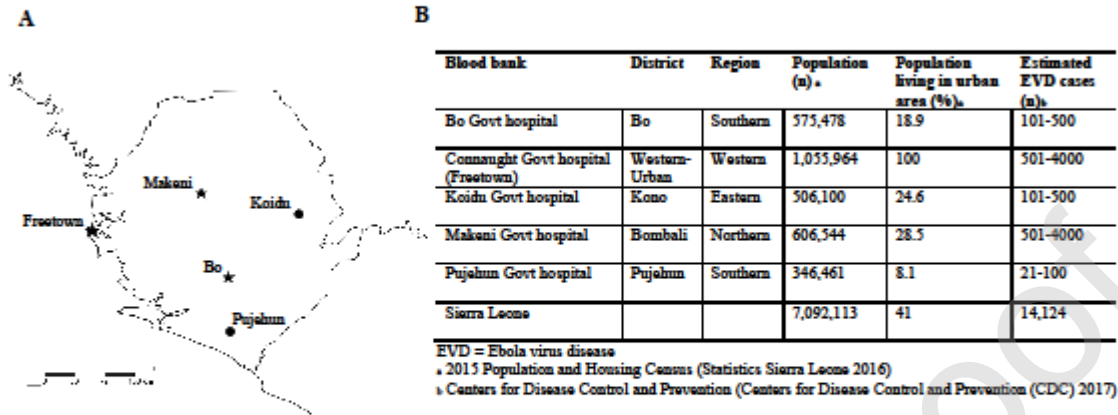 A
Makeni
Koidu
Freetown
Bo
Pujehun
B
Blood bank District Region Population (n) a Population living in urban area (%)a Estimated EVD cases (n)b
Bo Govt hospital Bo Southern 575,478 18.9 101-500
Connaught Govt hospital (Freetown) Western-Urban Western 1,055,964 100 501-4000
Koidu Govt hospital Kono Eastern 506,100 24.6 101-500
Makeni Govt hospital Bombali Northern 606,544 28.5 501-4000
Pujehun Govt hospital Pujehun Southern 346,461 8.1 21-100
Sierra Leone 7,092,113 41 14,124
EVD = Ebola virus disease
a 2015 Population and Housing Census (Statistics Sierra Leone 2016)
b Centers for Disease Control and Prevention (Centers for Disease Control and Prevention (CDC) 2017)